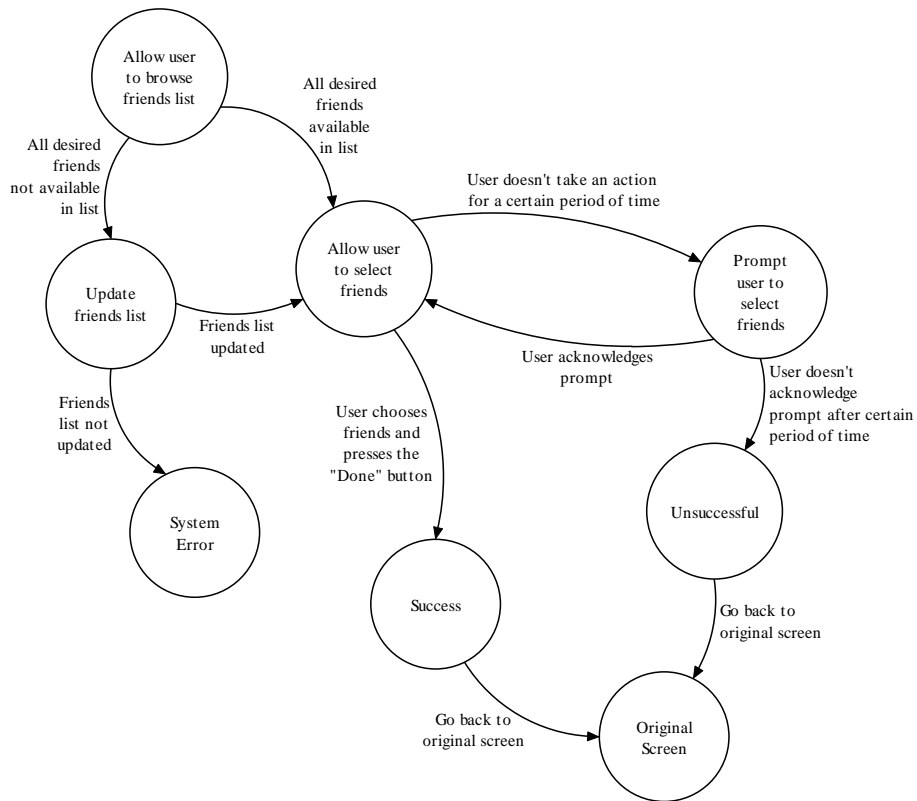 Allow user
to browse
friends list
All desired
friends
available
in list
All desired
friends
not available
in list
User doesn't take an action
for a certain period of time
Allow user
to select
friends
Prompt
user to
select
friends
Update
friends list
Friends list
updated
User acknowledges
prompt
User doesn't
acknowledge
prompt after certain
period of time
Friends
list not
updated
User chooses
friends and
presses the
"Done" button
System
Error
Unsuccessful
Success
Go back to
original screen
Go back to
original screen
Original
Screen